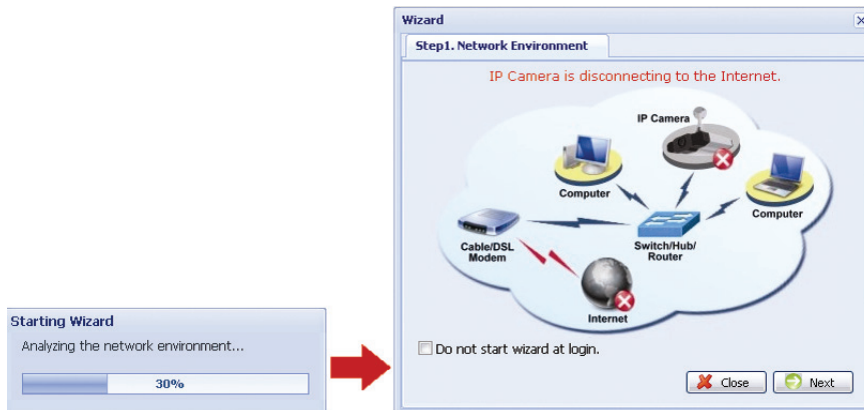 Starting Wizard
Analyzing the network environment...
30%
Wizard
Step1. Network Environment
IP Camera is disconnecting to the Internet.
IP Camera
Computer
Computer
Cable/DSL
Modem
Switch/Hub/
Router
Internet
Do not start wizard at login.
Close
Next